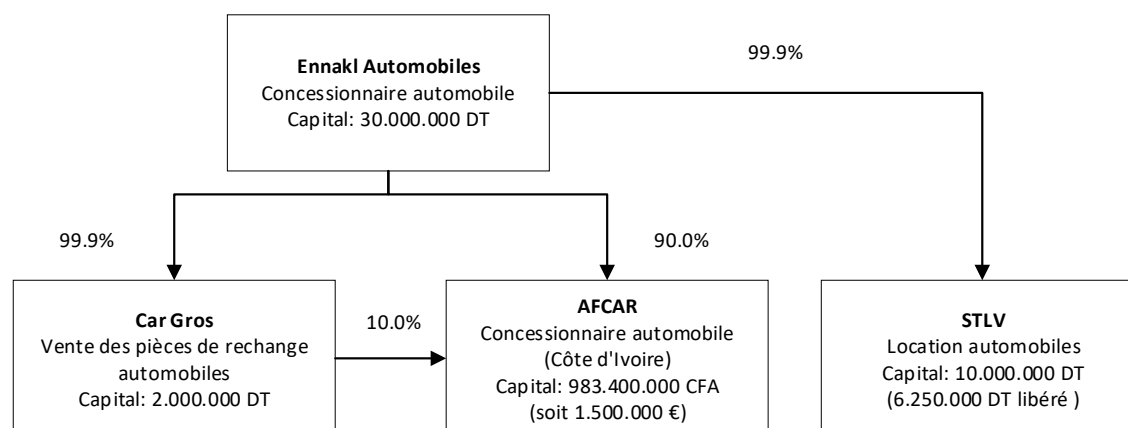 Ennakl Automobiles
Concessionnaire automobile
Capital: 30.000.000 DT
99.9%
99.9%
90.0%
Car Gros
Vente des pièces de rechange
automobiles
Capital: 2.000.000 DT
10.0%
AFCAR
Concessionnaire automobile
(Côte d'Ivoire)
Capital: 983.400.000 CFA
(soit 1.500.000 €)
STLV
Location automobiles
Capital: 10.000.000 DT
(6.250.000 DT libéré )